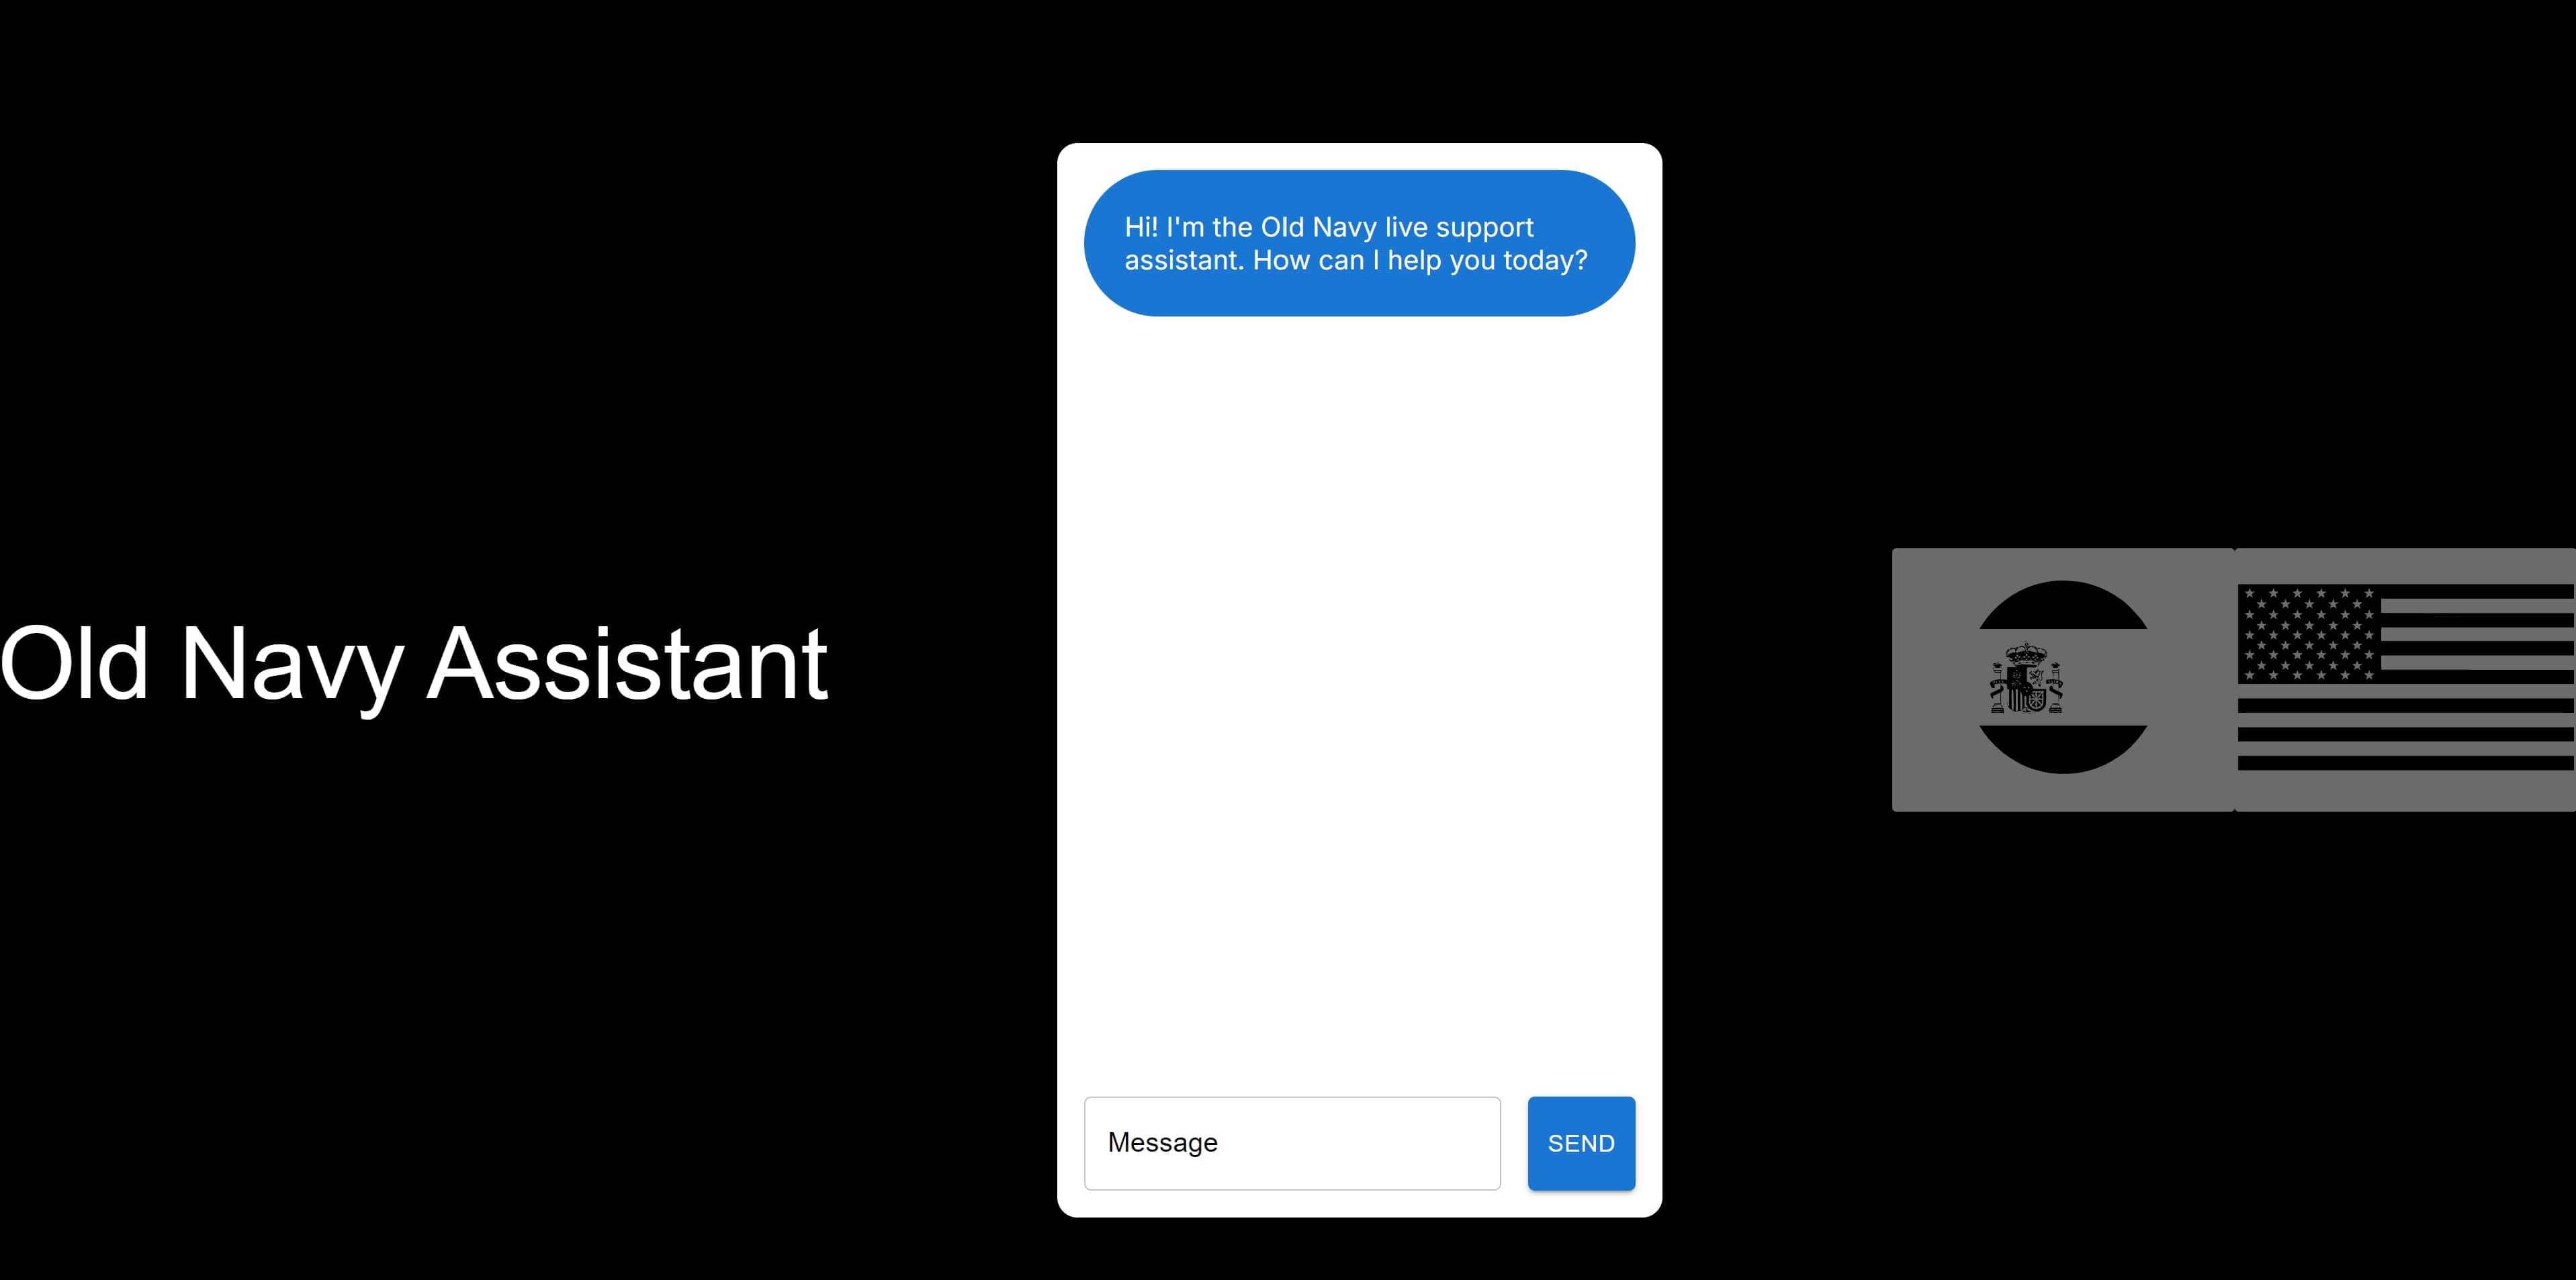 Hi! I'm the Old Navy live support
assistant. How can I help you today?
Old Navy Assistant
Message
SEND